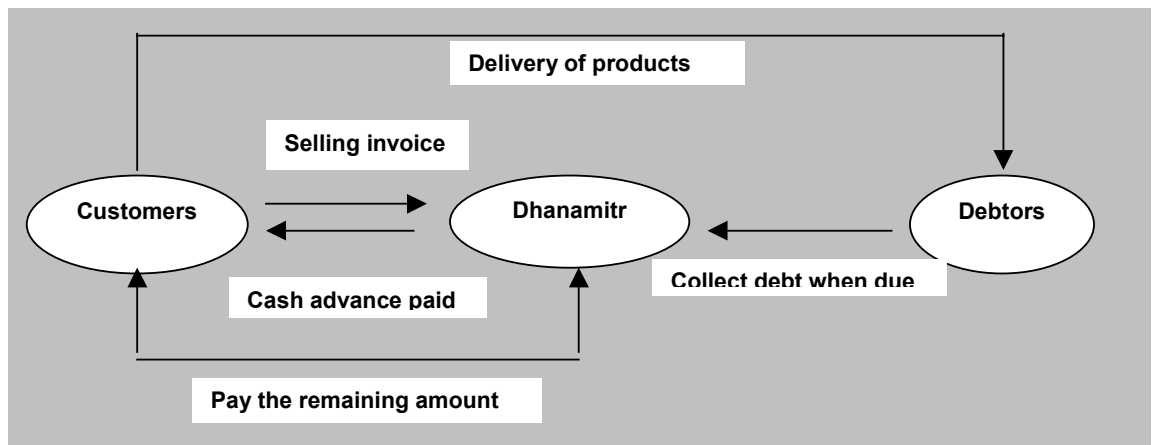 Delivery of products
Selling invoice
Customers
Dhanamitr
Debtors
Cash advance paid
Collect debt when due
Pay the remaining amount